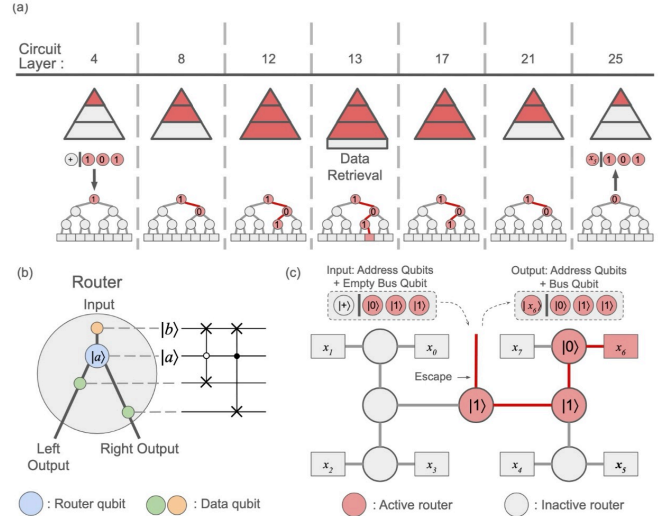 (a)
Circuit Layer : 4 8 12 13 17 21 25
+ 1 0 1
Data Retrieval
x5 1 0 1
1
1 0
1 0 1
1 0
1 0 1
1 0
0
(b)
Router
Input
|b⟩
|a⟩
|a⟩
Left Output
Right Output
: Router qubit
: Data qubit
(c)
Input: Address Qubits
+ Empty Bus Qubit
|+⟩ |0⟩ |1⟩ |1⟩
Output: Address Qubits
+ Bus Qubit
|x6⟩ |0⟩ |1⟩ |1⟩
x1 x0 x7 |0⟩ x6
Escape
|1⟩ |1⟩
x2 x3 x4 x5
: Active router
: Inactive router